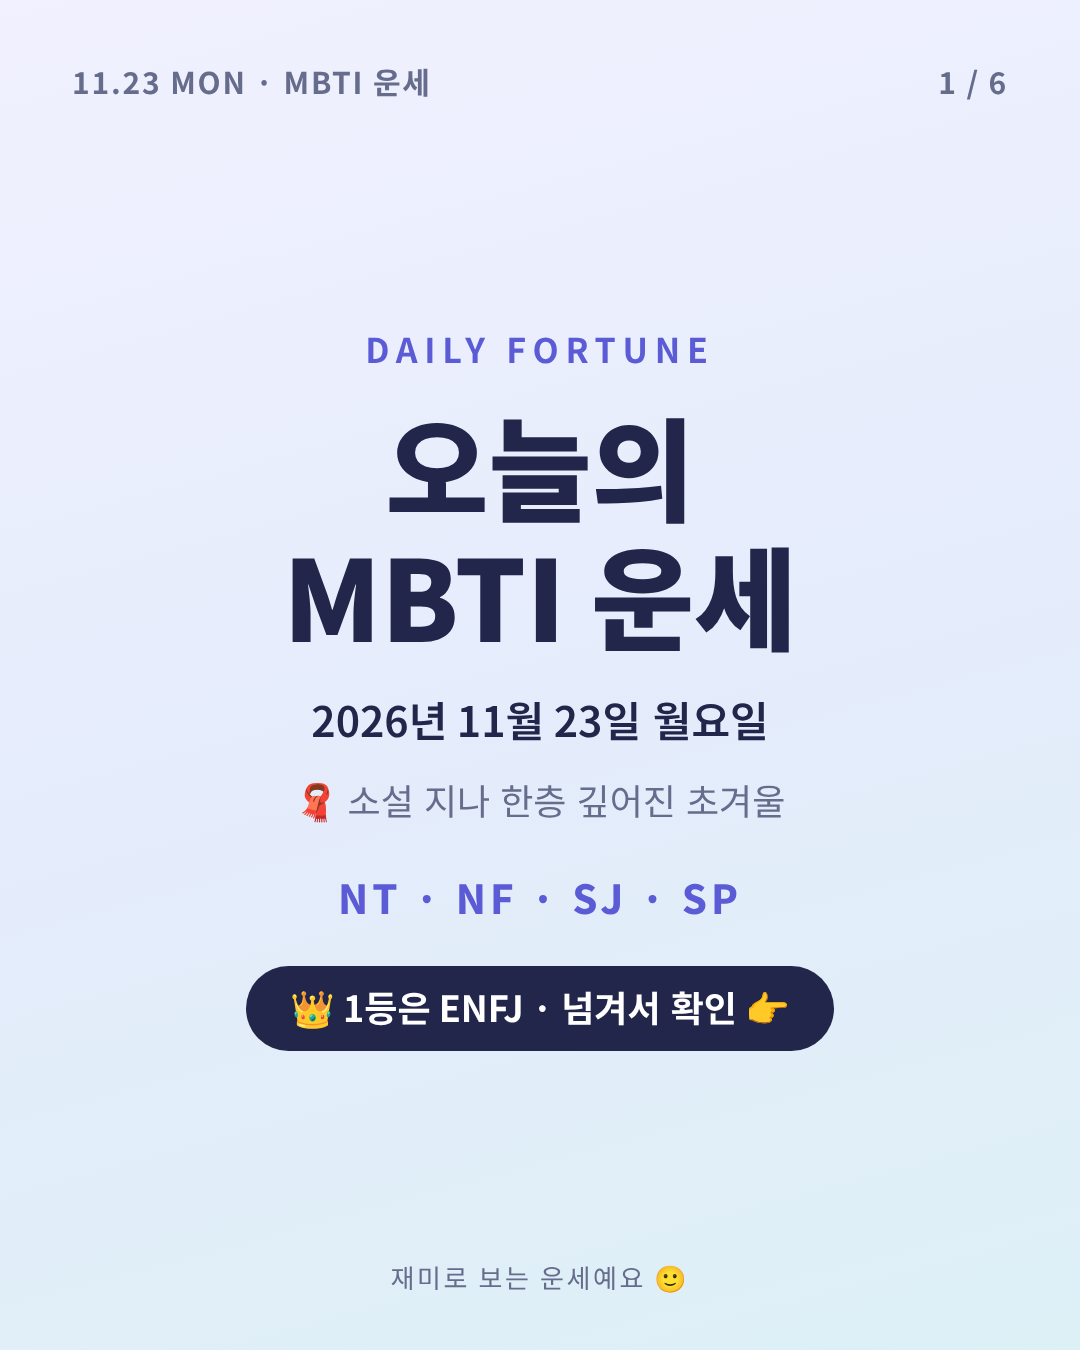 11.23 MON · MBTI 운세
1 / 6
DAILY FORTUNE
오늘의
MBTI 운세
2026년 11월 23일 월요일
🧣 소설 지나 한층 깊어진 초겨울
NT · NF · SJ · SP
👑 1등은 ENFJ · 넘겨서 확인 👉
재미로 보는 운세예요 🙂